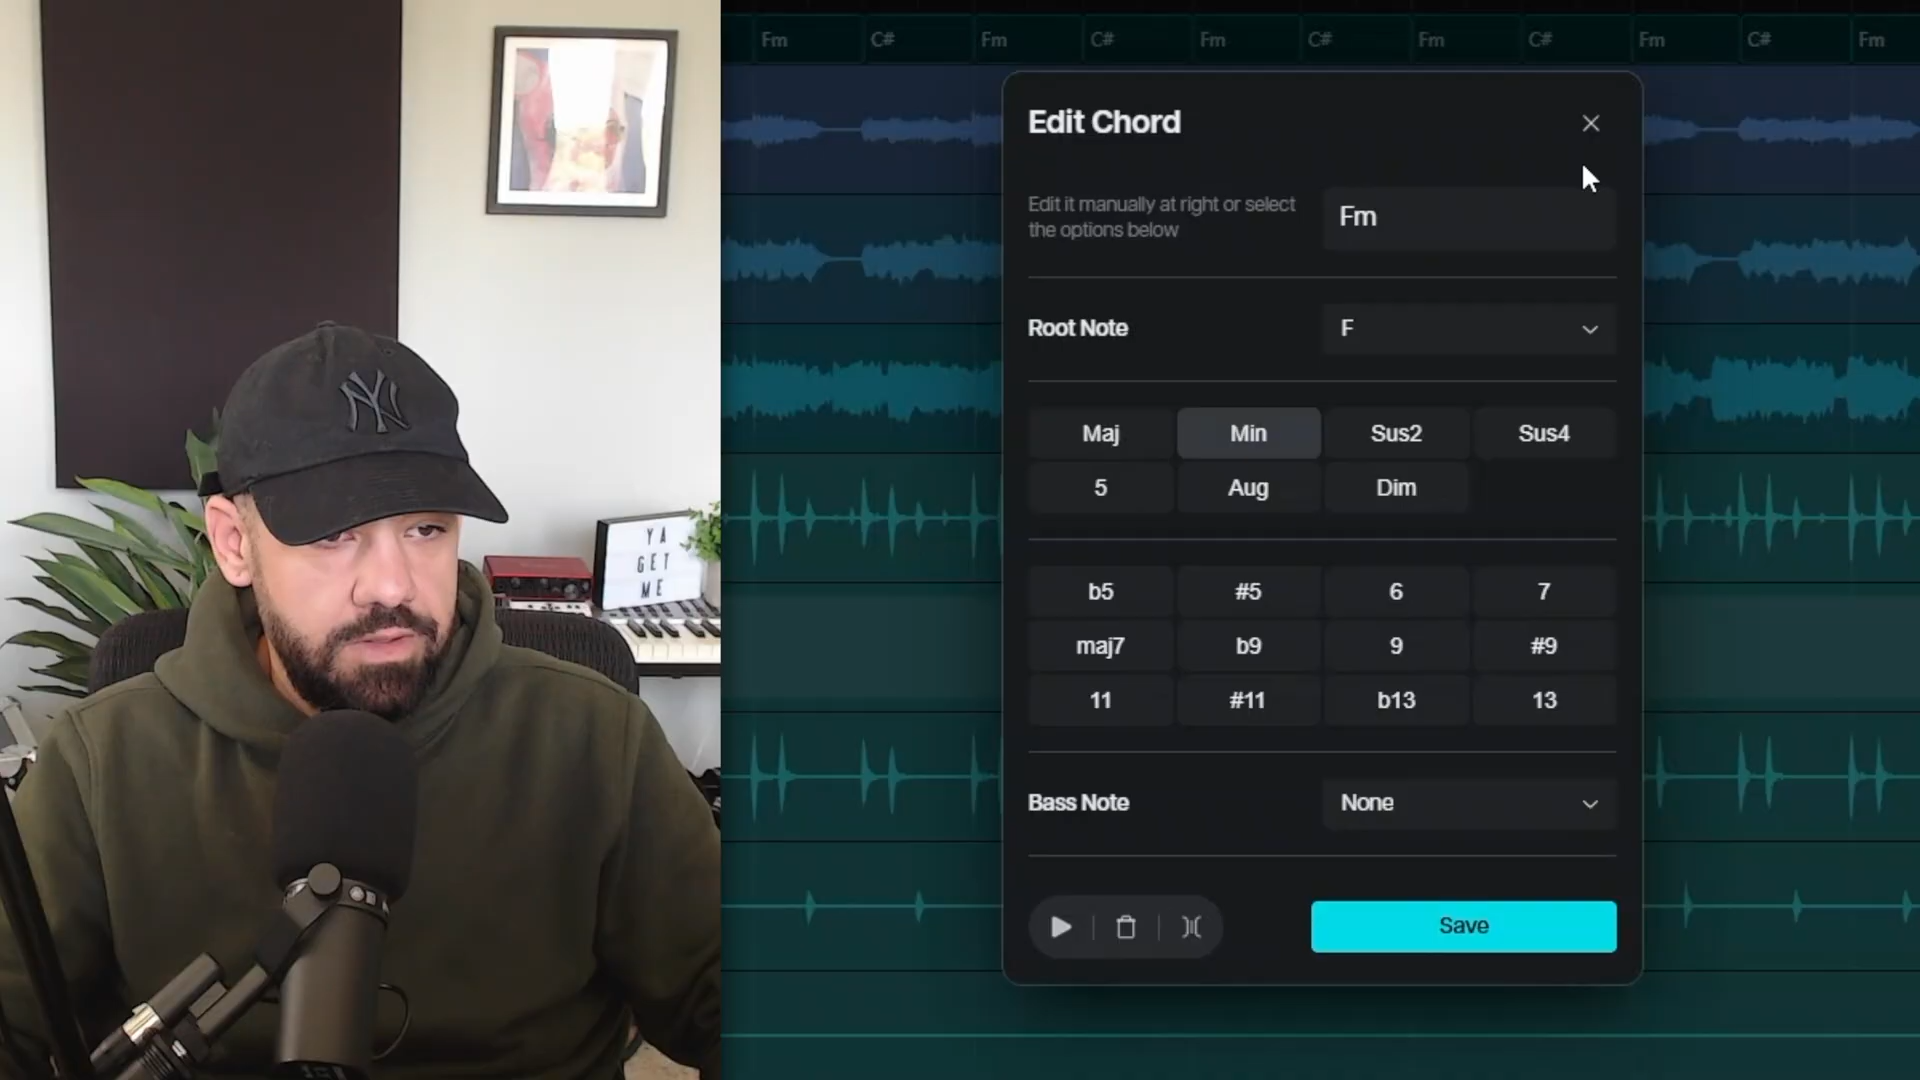 Fm C# Fm C# Fm C# Fm C# Fm C# Fm
Edit Chord
Edit it manually at right or select
the options below
Fm
Root Note F
Maj Min Sus2 Sus4
5 Aug Dim
b5 #5 6 7
maj7 b9 9 #9
11 #11 b13 13
Bass Note None
Save
NY
YA
GET
ME